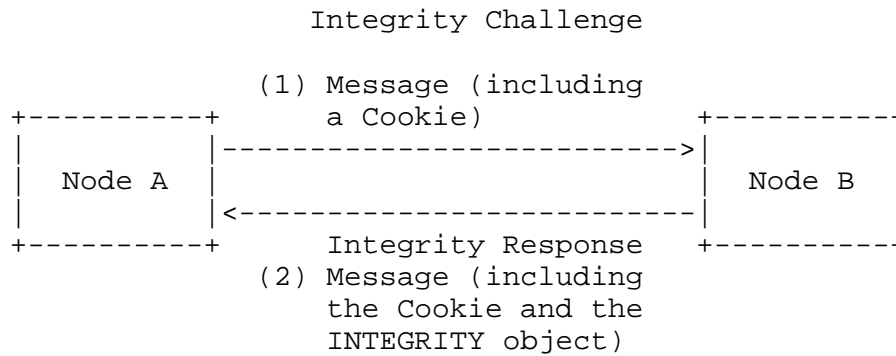 Integrity Challenge
(1) Message (including
+----------+ a Cookie) +-----------
| |-------------------------->|
| Node A | | Node B
| |<--------------------------|
+----------+ Integrity Response +-----------
(2) Message (including
the Cookie and the
INTEGRITY object)